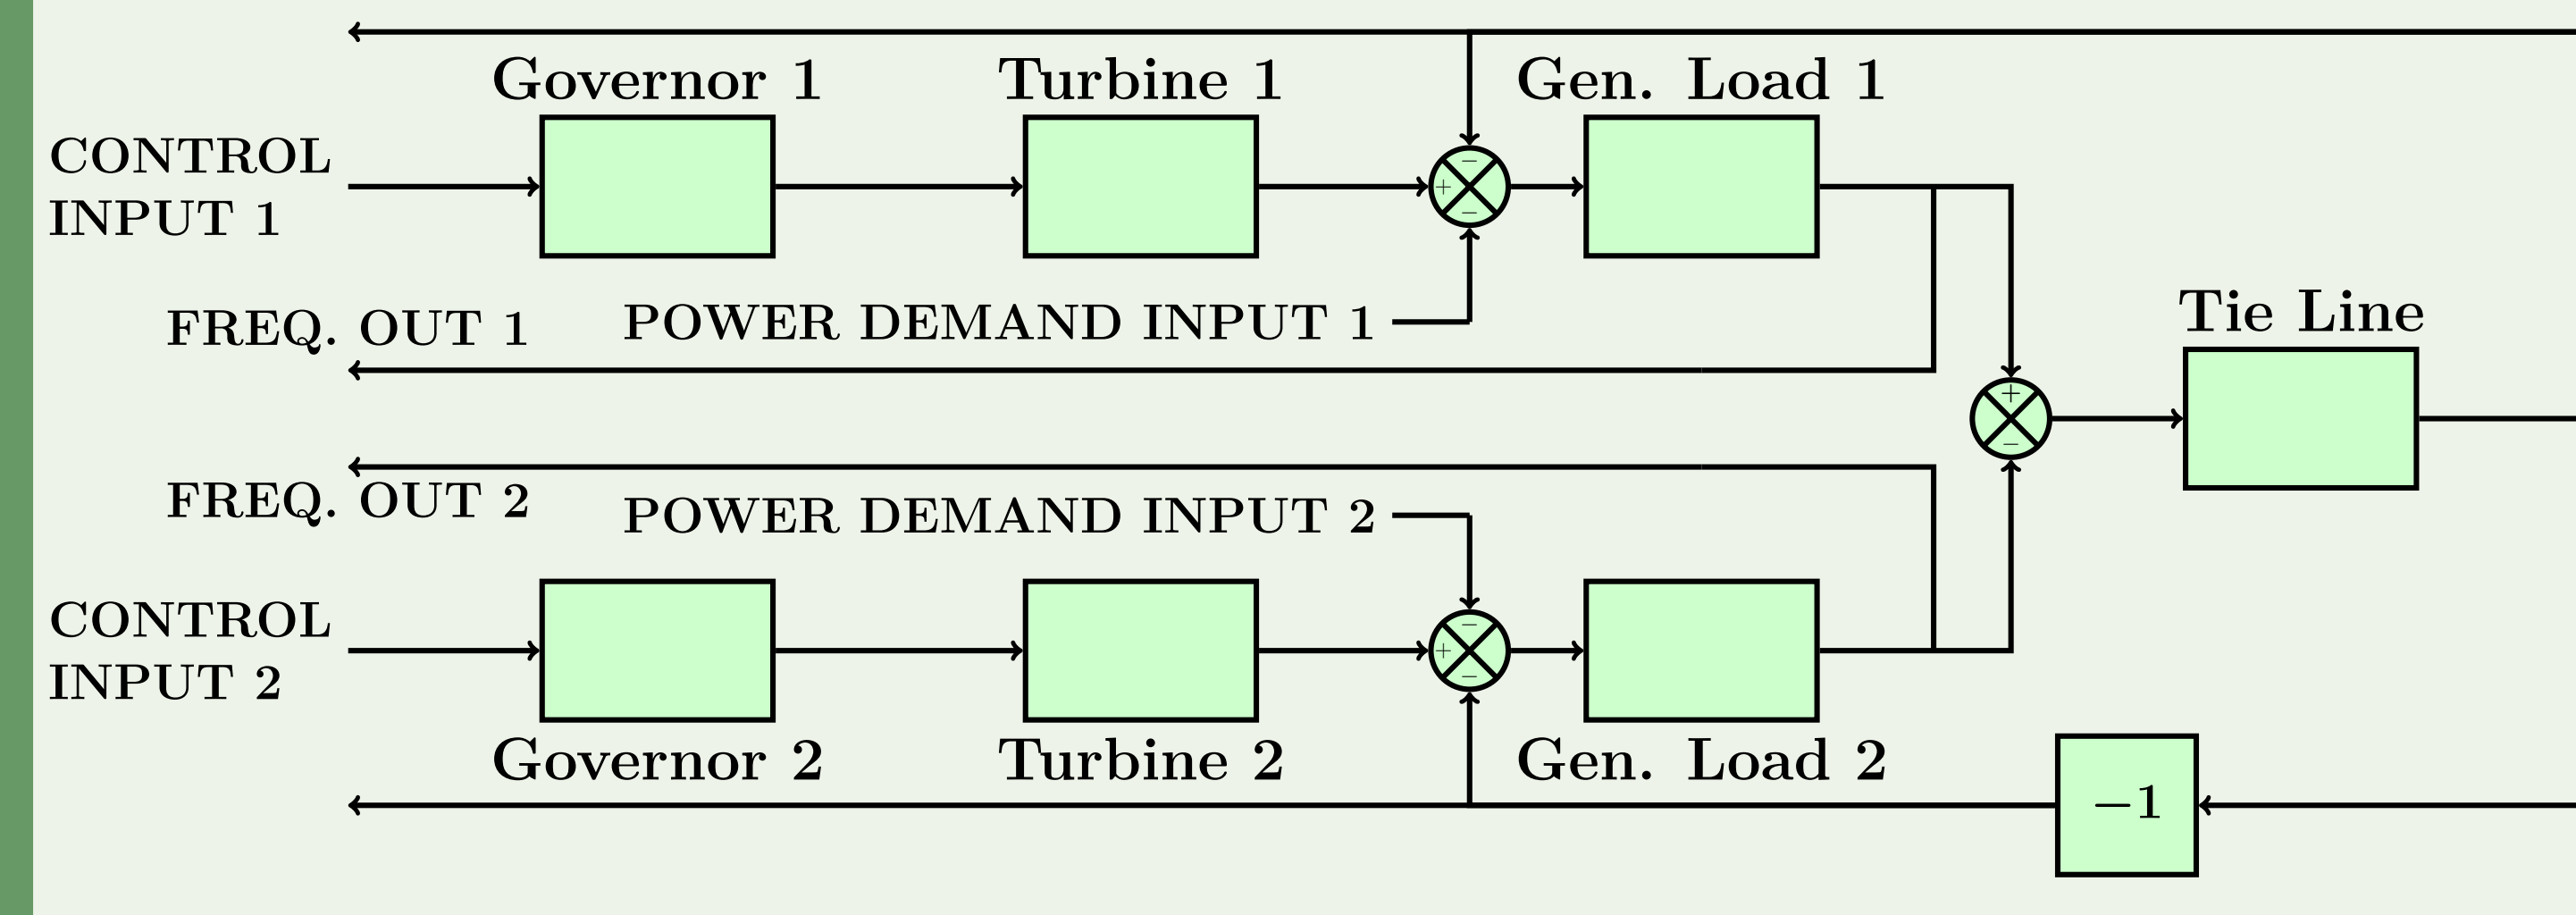 Governor 1
Turbine 1
Gen. Load 1
CONTROL
INPUT 1
−
+
−
FREQ. OUT 1
POWER DEMAND INPUT 1
Tie Line
+
−
FREQ. OUT 2
POWER DEMAND INPUT 2
CONTROL
INPUT 2
−
+
−
Governor 2
Turbine 2
Gen. Load 2
−1